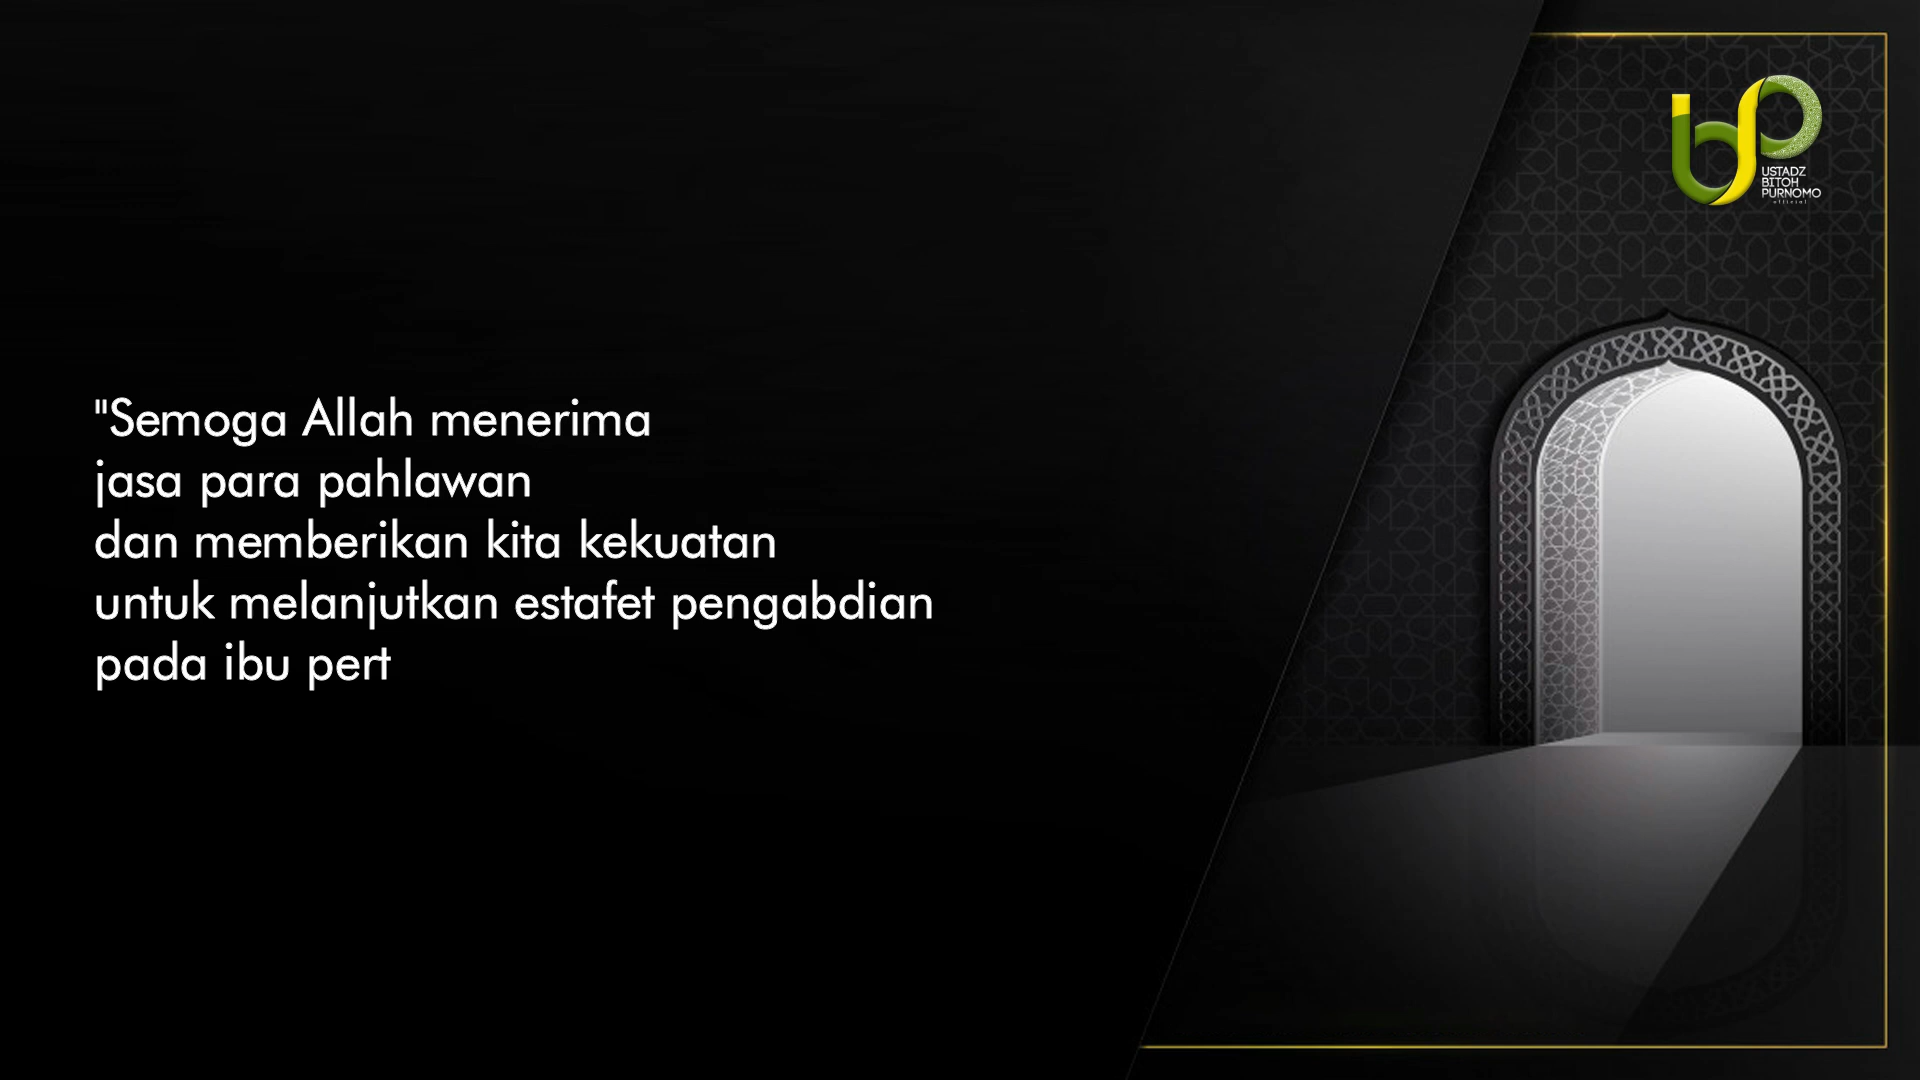 USTADZ
BITOH
PURNOMO
official
"Semoga Allah menerima
jasa para pahlawan
dan memberikan kita kekuatan
untuk melanjutkan estafet pengabdian
pada ibu pert